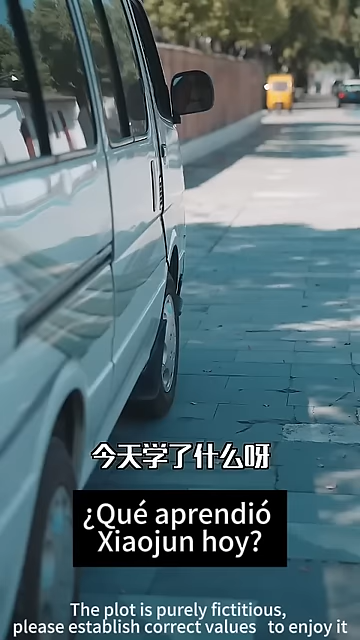 今天学了什么呀
¿Qué aprendió
Xiaojun hoy?
The plot is purely fictitious,
please establish correct values to enjoy it